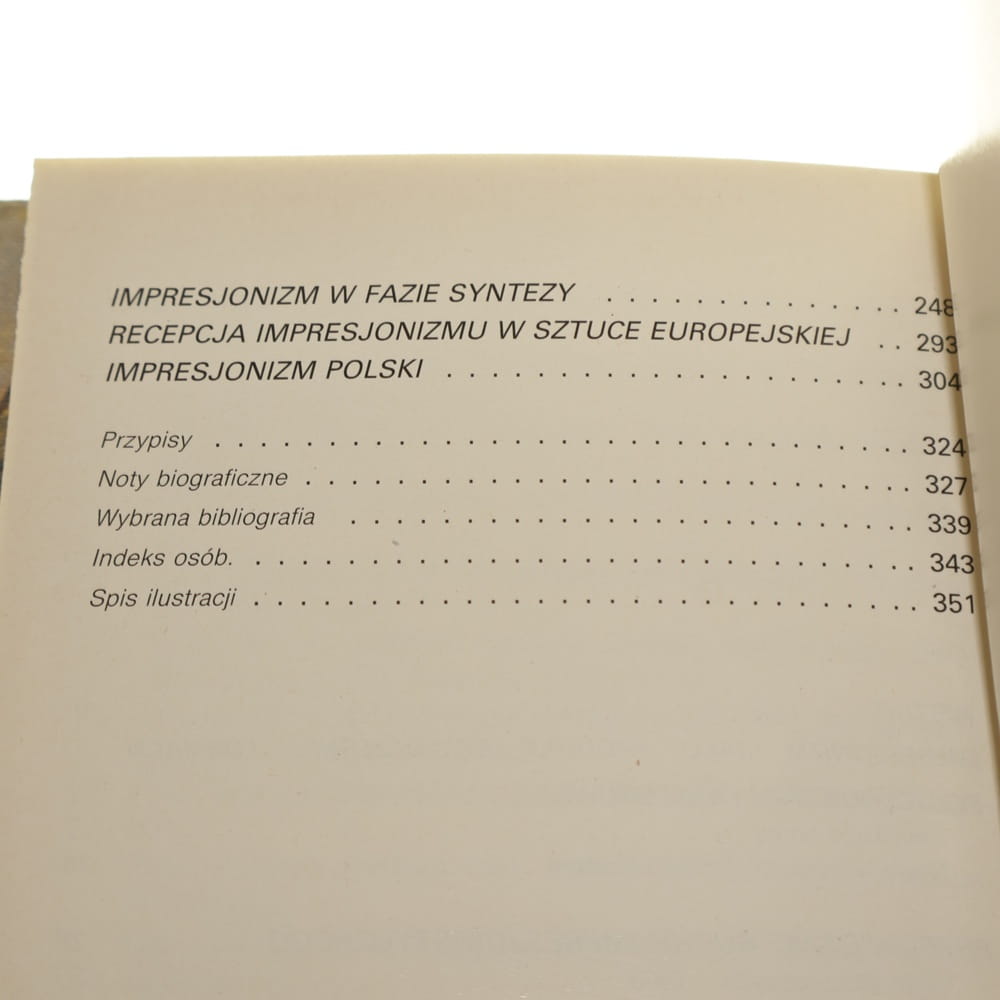 IMPRESJONIZM W FAZIE SYNTEZY . . . . . . . . . . . . . 248
RECEPCJA IMPRESJONIZMU W SZTUCE EUROPEJSKIEJ . . 293
IMPRESJONIZM POLSKI . . . . . . . . . . . . . . . . . . . . 304
Przypisy . . . . . . . . . . . . . . . . . . . . . . . . . . . . . . 324
Noty biograficzne . . . . . . . . . . . . . . . . . . . . . . . . . . 327
Wybrana bibliografia . . . . . . . . . . . . . . . . . . . . . . . . 339
Indeks osób. . . . . . . . . . . . . . . . . . . . . . . . . . . . . 343
Spis ilustracji . . . . . . . . . . . . . . . . . . . . . . . . . . . . 351